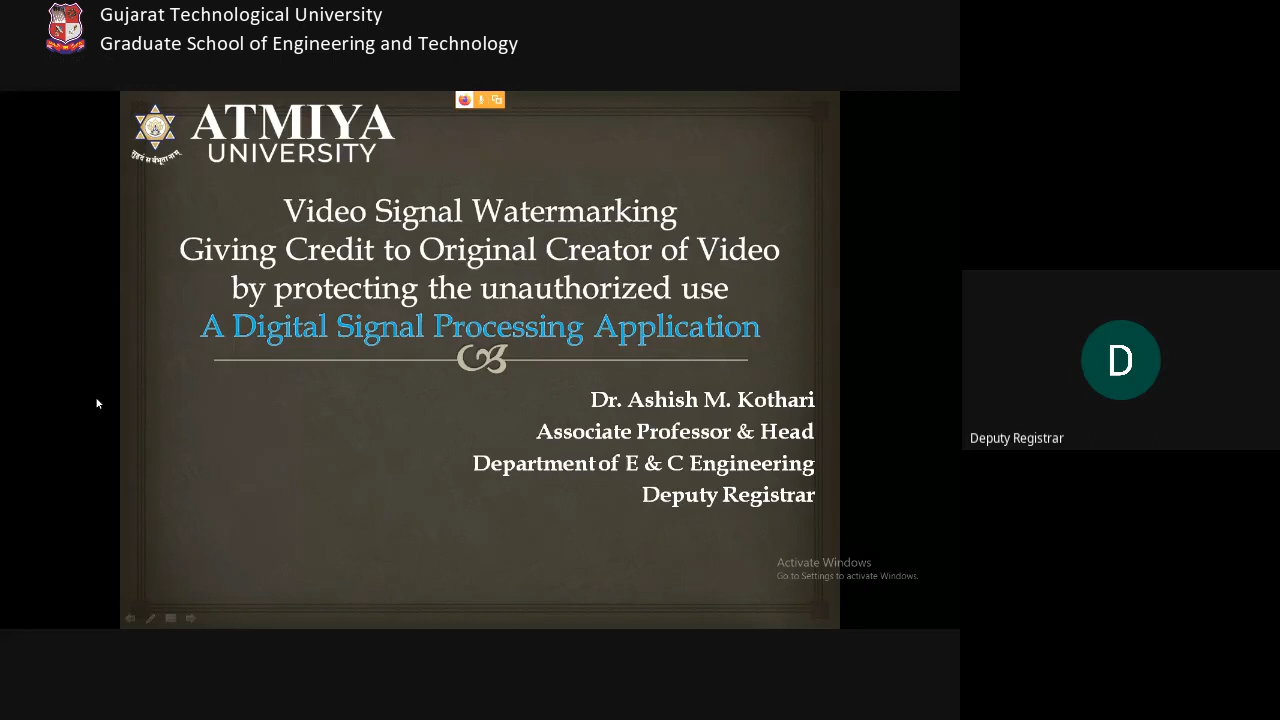 Gujarat Technological University
Graduate School of Engineering and Technology
ATMIYA
UNIVERSITY
सुहृदं सर्वभूतानाम्
Video Signal Watermarking
Giving Credit to Original Creator of Video
by protecting the unauthorized use
A Digital Signal Processing Application
Dr. Ashish M. Kothari
Associate Professor & Head
Department of E & C Engineering
Deputy Registrar
D
Deputy Registrar
Activate Windows
Go to Settings to activate Windows.